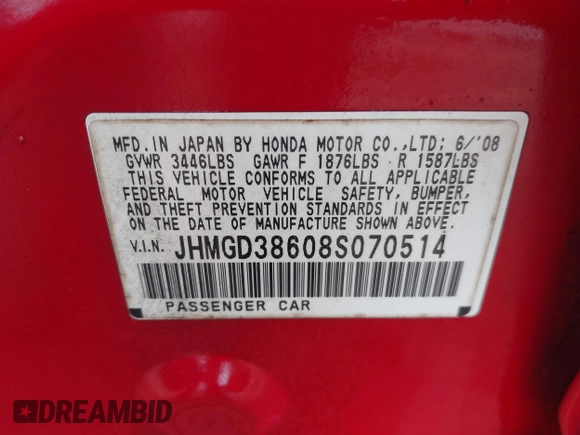 MFD. IN JAPAN BY HONDA MOTOR CO.,LTD; 6/'08
GVWR 3446LBS GAWR F 1876LBS R 1587LBS
THIS VEHICLE CONFORMS TO ALL APPLICABLE
FEDERAL MOTOR VEHICLE SAFETY, BUMPER,
AND THEFT PREVENTION STANDARDS IN EFFECT
ON THE DATE OF MANUFACTURE SHOWN ABOVE.
V.I.N. JHMGD38608S070514
PASSENGER CAR
DREAMBID